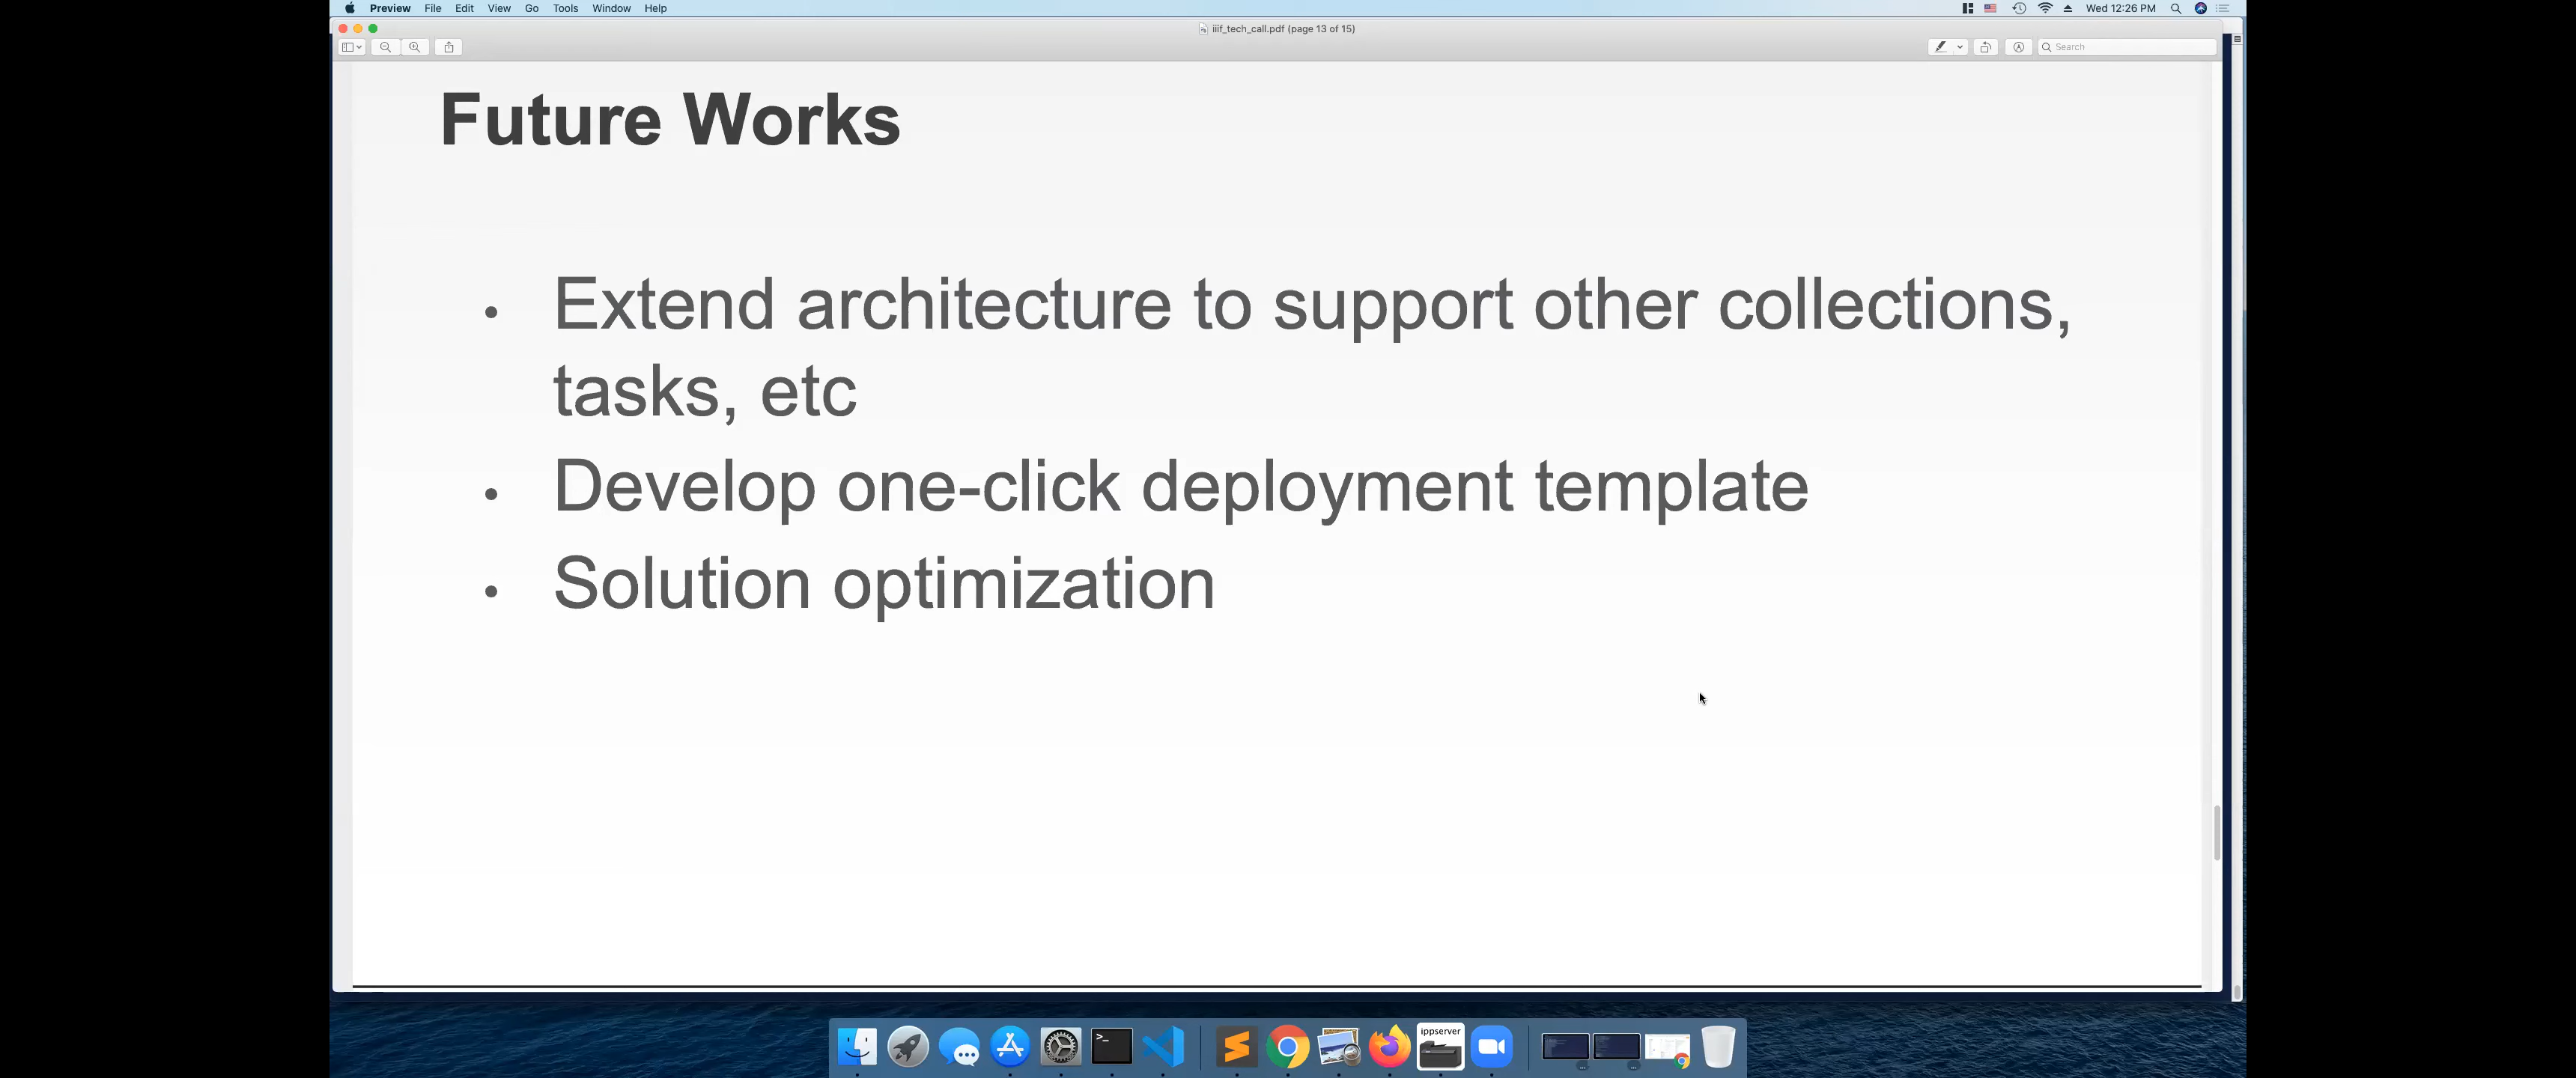 Preview File Edit View Go Tools Window Help
Wed 12:26 PM
iiif_tech_call.pdf (page 13 of 15)
Search
Future Works
• Extend architecture to support other collections,
tasks, etc
• Develop one-click deployment template
• Solution optimization
ippserver